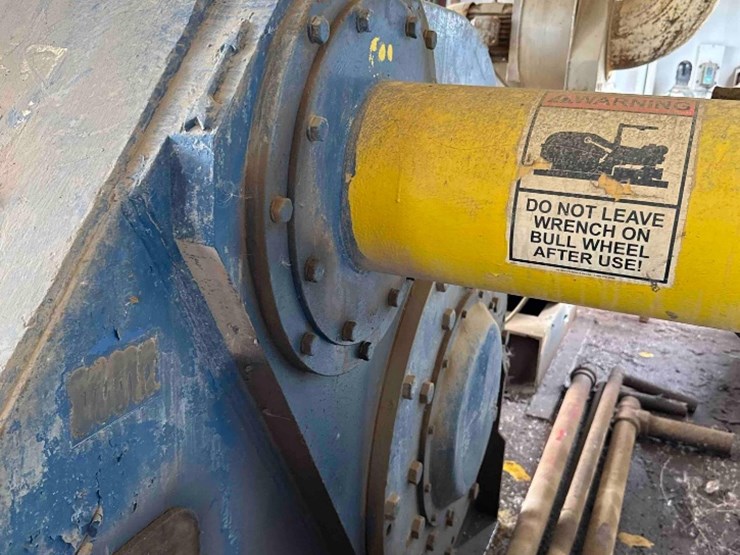 WARNING
DO NOT LEAVE
WRENCH ON
BULL WHEEL
AFTER USE!